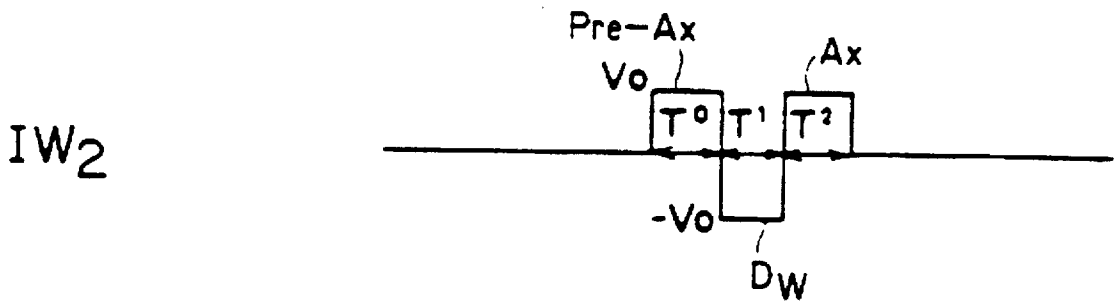 Pre-Ax
Ax
Vo
T⁰ T¹ T²
IW₂
-Vo
Dw